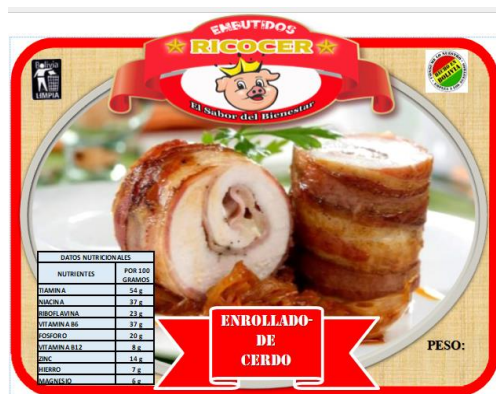 EMBUTIDOS
RICOCER
El Sabor del Bienestar
Bolivia
LIMPIA
HECHO EN
BOLIVIA
DATOS NUTRICIONALES
NUTRIENTES
POR 100
GRAMOS
TIAMINA 54 g
NIACINA 37 g
RIBOFLAVINA 23 g
VITAMINA B6 37 g
FOSFORO 20 g
VITAMINA B12 8 g
ZINC 14 g
HIERRO 7 g
MAGNESIO 6 g
ENROLLADO-
DE
CERDO
PESO: